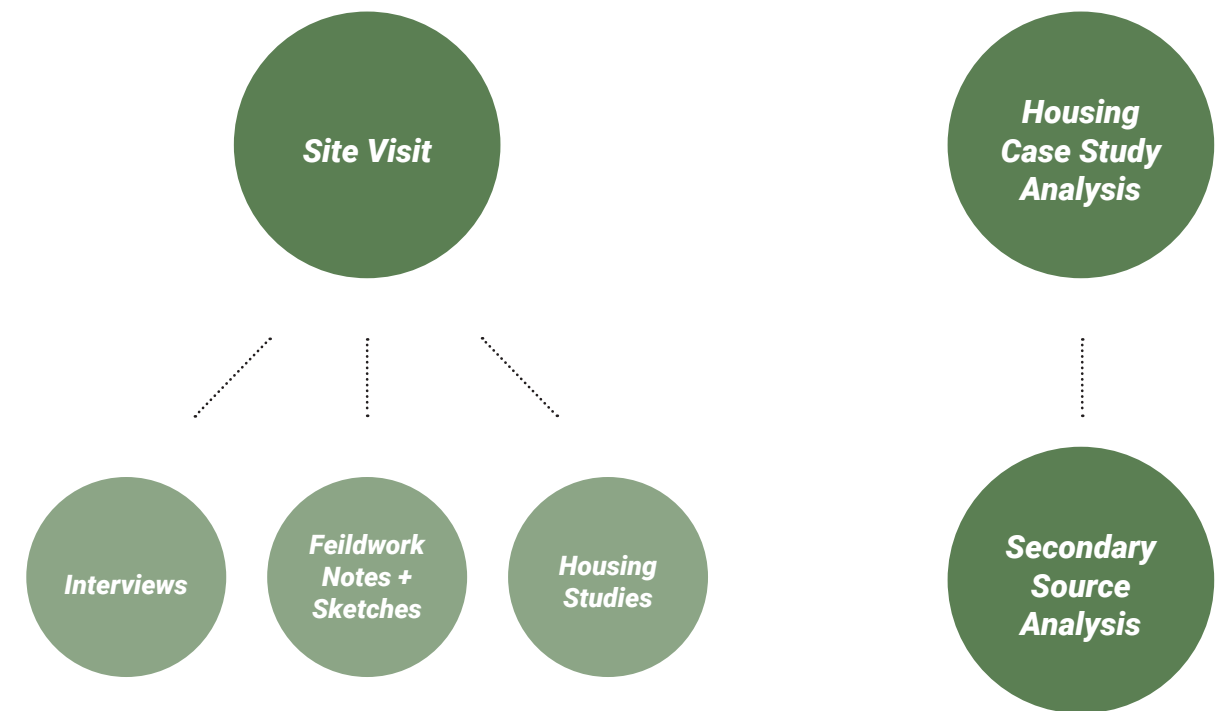 Site Visit
Housing
Case Study
Analysis
Interviews
Feildwork
Notes +
Sketches
Housing
Studies
Secondary
Source
Analysis